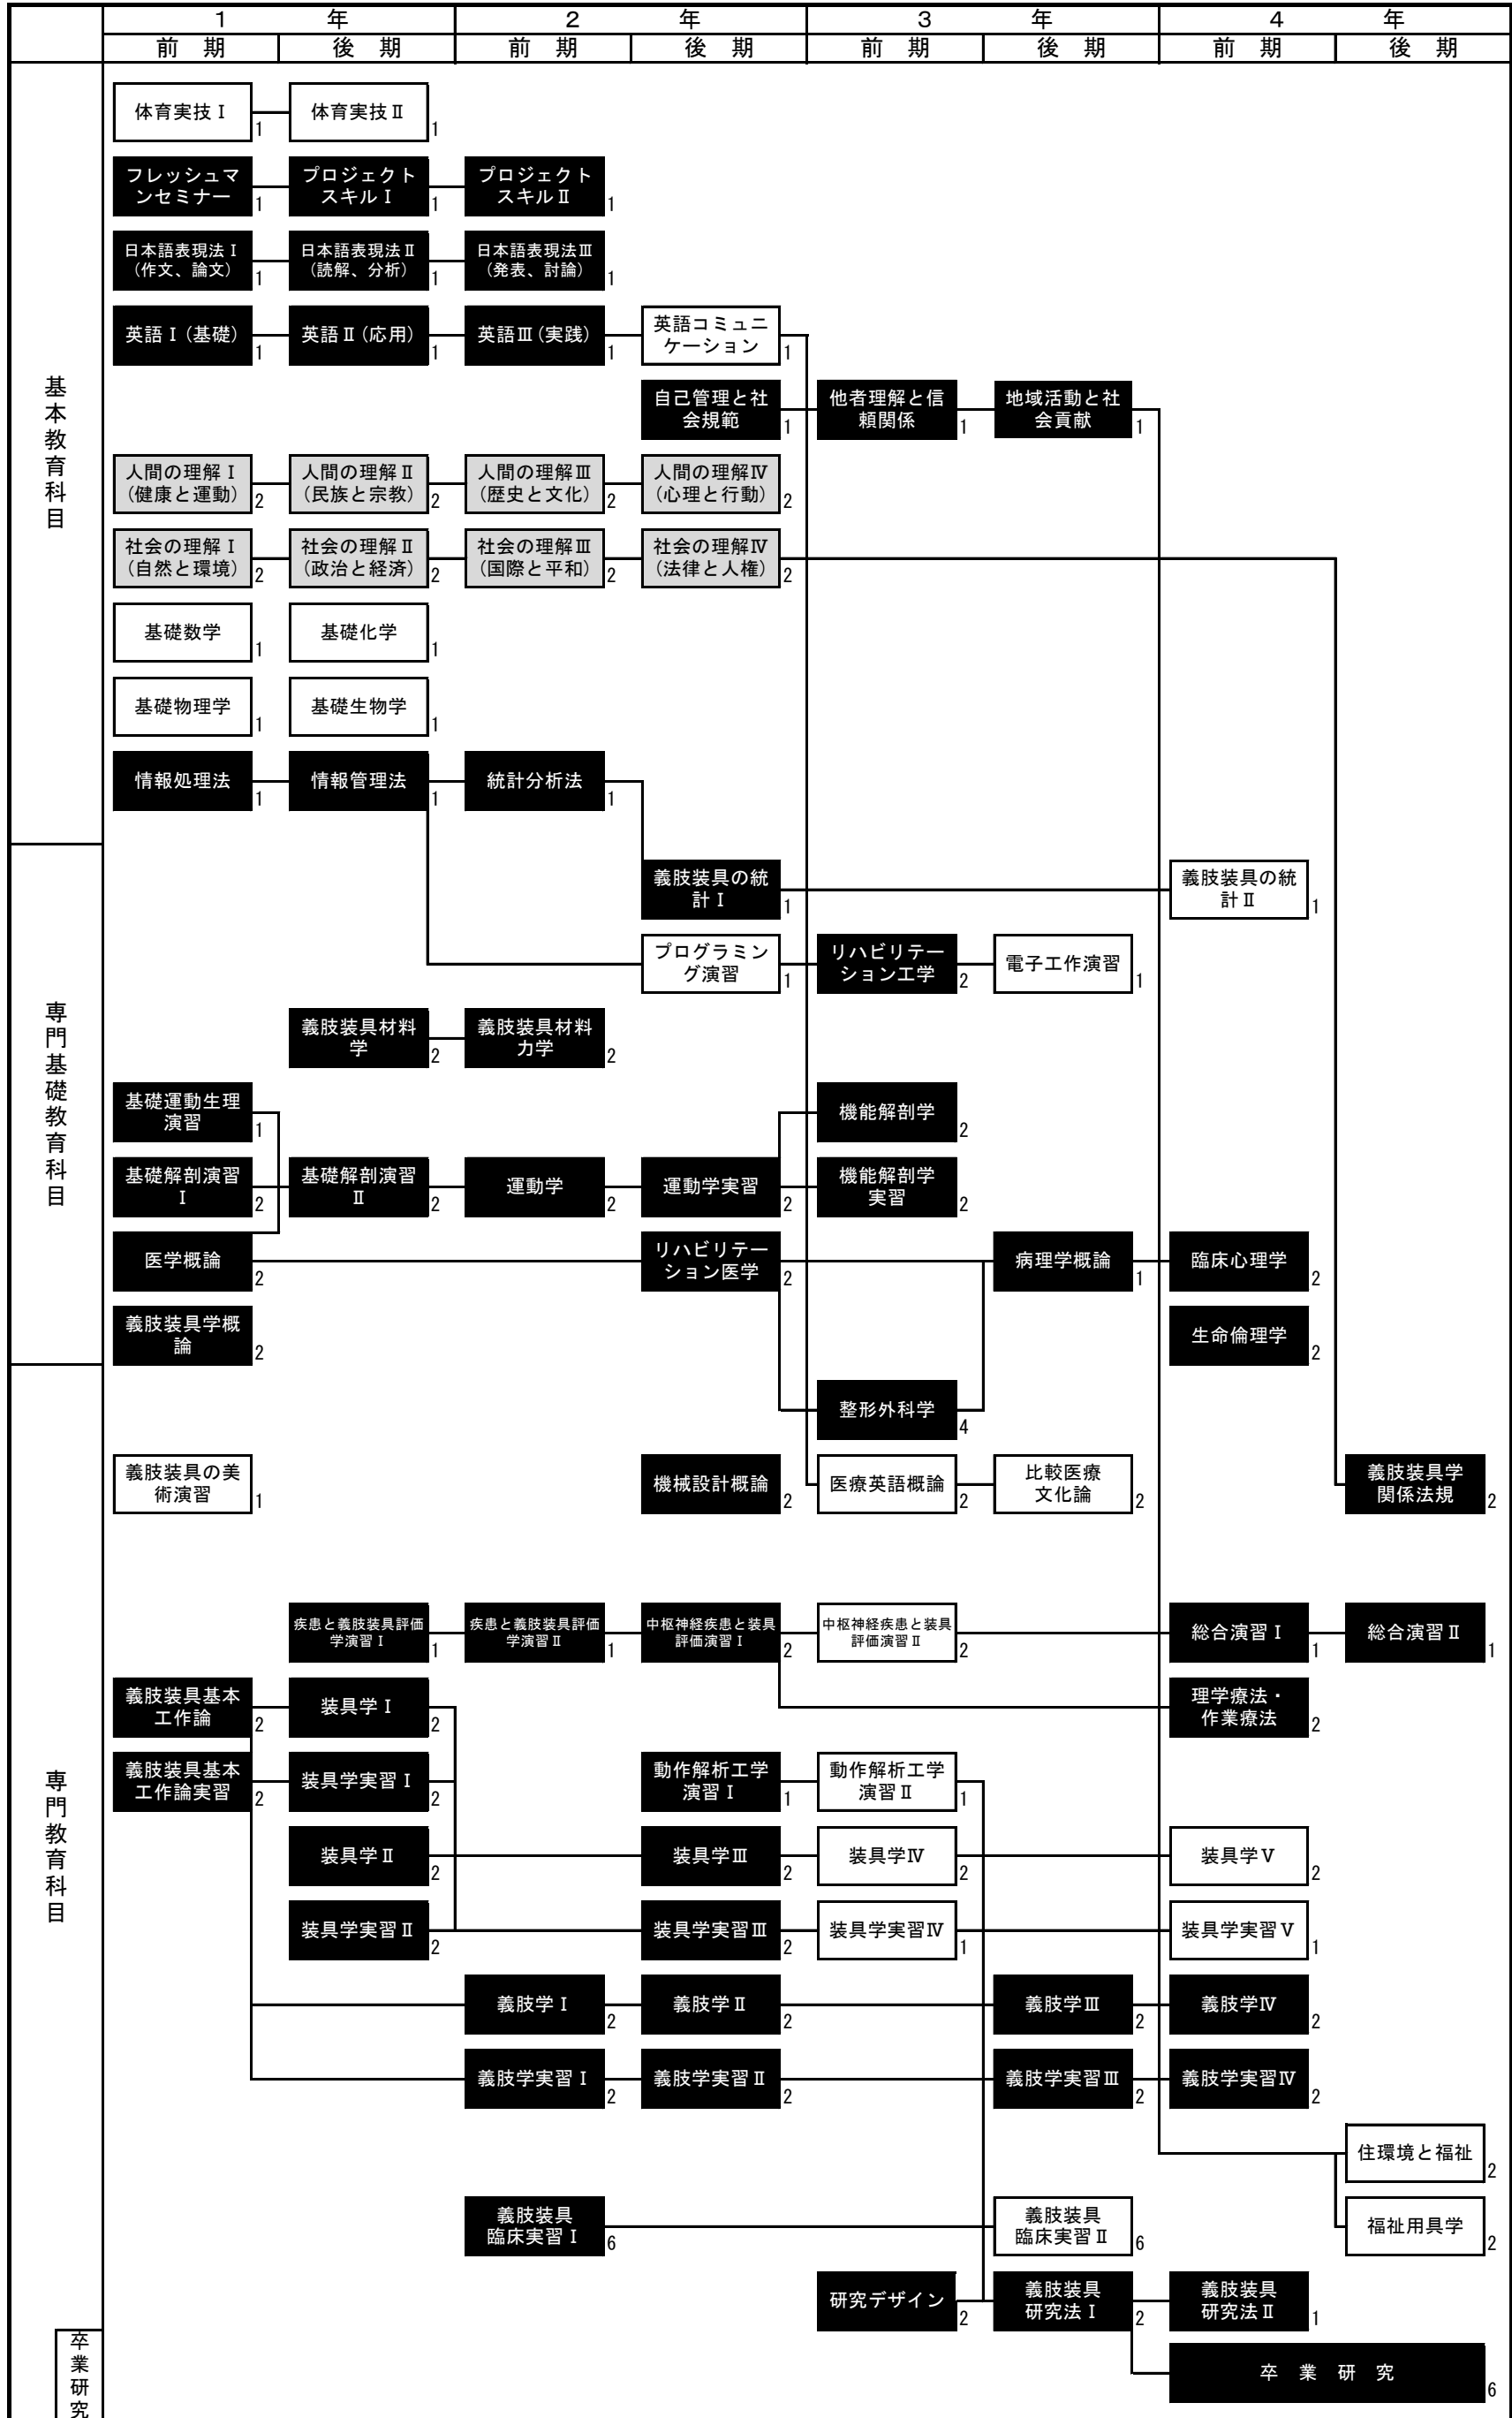 1 年 2 年 3 年 4 年
前 期 後 期 前 期 後 期 前 期 後 期 前 期 後 期
基本教育科目
体育実技Ⅰ 1 体育実技Ⅱ 1
フレッシュマ プロジェクト プロジェクト
ンセミナー 1 スキルⅠ 1 スキルⅡ 1
日本語表現法Ⅰ 日本語表現法Ⅱ 日本語表現法Ⅲ
(作文、論文) 1 (読解、分析) 1 (発表、討論) 1
英語Ⅰ(基礎) 1 英語Ⅱ(応用) 1 英語Ⅲ(実践) 1 英語コミュニ
ケーション 1
自己管理と社 他者理解と信 地域活動と社
会規範 1 頼関係 1 会貢献 1
人間の理解Ⅰ 人間の理解Ⅱ 人間の理解Ⅲ 人間の理解Ⅳ
(健康と運動) 2 (民族と宗教) 2 (歴史と文化) 2 (心理と行動) 2
社会の理解Ⅰ 社会の理解Ⅱ 社会の理解Ⅲ 社会の理解Ⅳ
(自然と環境) 2 (政治と経済) 2 (国際と平和) 2 (法律と人権) 2
基礎数学 1 基礎化学 1
基礎物理学 1 基礎生物学 1
情報処理法 1 情報管理法 1 統計分析法 1
専門基礎教育科目
義肢装具の統 義肢装具の統
計Ⅰ 1 計Ⅱ 1
プログラミン リハビリテー 電子工作演習 1
グ演習 1 ション工学 2
義肢装具材料 義肢装具材料
学 2 力学 2
基礎運動生理 機能解剖学 2
演習 1
基礎解剖演習 基礎解剖演習 運動学 2 運動学実習 2 機能解剖学
Ⅰ 2 Ⅱ 2 実習 2
医学概論 2 リハビリテー 病理学概論 1 臨床心理学 2
ション医学 2
義肢装具学概 生命倫理学 2
論 2
専門教育科目
整形外科学 4
義肢装具の美 機械設計概論 2 医療英語概論 2 比較医療 義肢装具学
術演習 1 文化論 2 関係法規 2
疾患と義肢装具評価 疾患と義肢装具評価 中枢神経疾患と装具 中枢神経疾患と装具 総合演習Ⅰ 1 総合演習Ⅱ 1
学演習Ⅰ 1 学演習Ⅱ 1 評価演習Ⅰ 2 評価演習Ⅱ 2
義肢装具基本 装具学Ⅰ 2 理学療法・
工作論 2 作業療法 2
義肢装具基本 装具学実習Ⅰ 2 動作解析工学 動作解析工学
工作論実習 2 演習Ⅰ 1 演習Ⅱ 1
装具学Ⅱ 2 装具学Ⅲ 2 装具学Ⅳ 2 装具学Ⅴ 2
装具学実習Ⅱ 2 装具学実習Ⅲ 2 装具学実習Ⅳ 1 装具学実習Ⅴ 1
義肢学Ⅰ 2 義肢学Ⅱ 2 義肢学Ⅲ 2 義肢学Ⅳ 2
義肢学実習Ⅰ 2 義肢学実習Ⅱ 2 義肢学実習Ⅲ 2 義肢学実習Ⅳ 2
住環境と福祉 2
義肢装具 義肢装具 福祉用具学 2
臨床実習Ⅰ 6 臨床実習Ⅱ 6
研究デザイン 2 義肢装具 義肢装具
研究法Ⅰ 2 研究法Ⅱ 1
卒業研究
卒 業 研 究 6